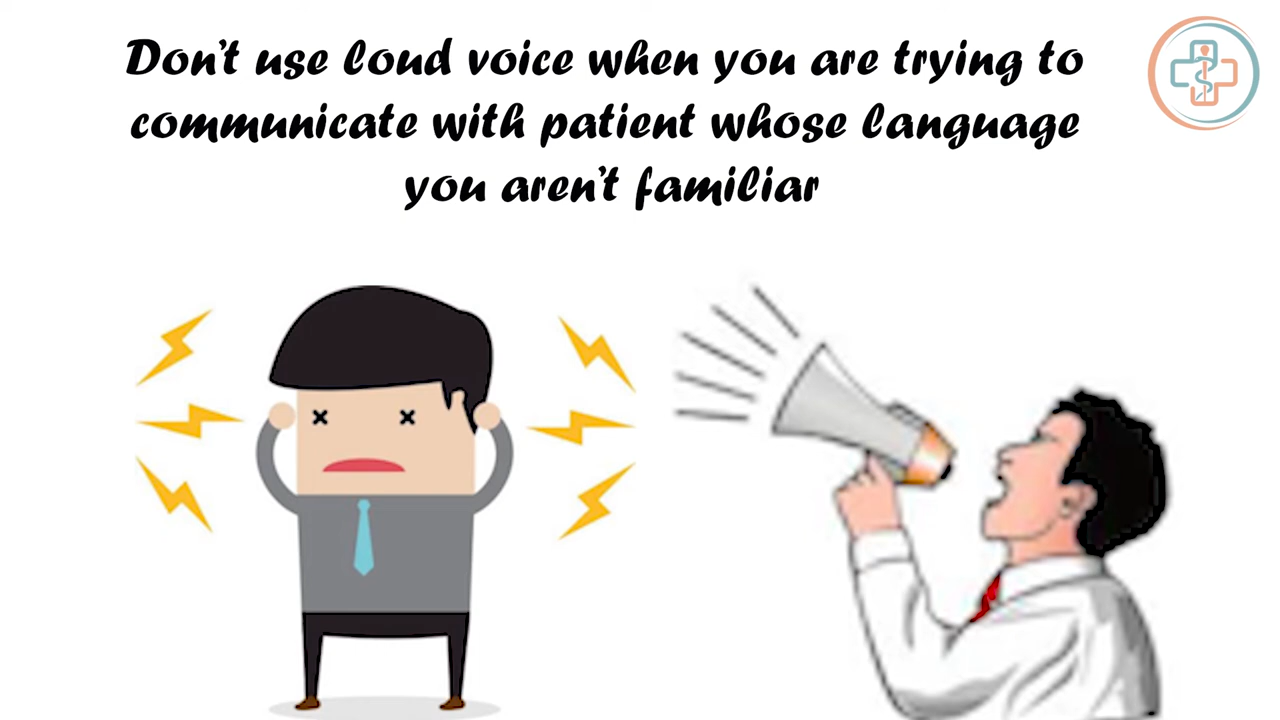 Don't use loud voice when you are trying to
communicate with patient whose language
you aren't familiar